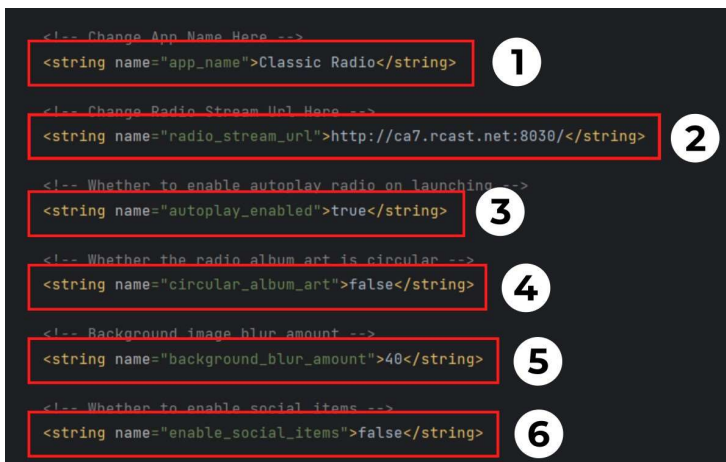 <!-- Change App Name Here -->
<string name="app_name">Classic Radio</string>
1
<!-- Change Radio Stream Url Here -->
<string name="radio_stream_url">http://ca7.rcast.net:8030/</string>
2
<!-- Whether to enable autoplay radio on launching -->
<string name="autoplay_enabled">true</string>
3
<!-- Whether the radio album art is circular -->
<string name="circular_album_art">false</string>
4
<!-- Background image blur amount -->
<string name="background_blur_amount">40</string>
5
<!-- Whether to enable social items -->
<string name="enable_social_items">false</string>
6